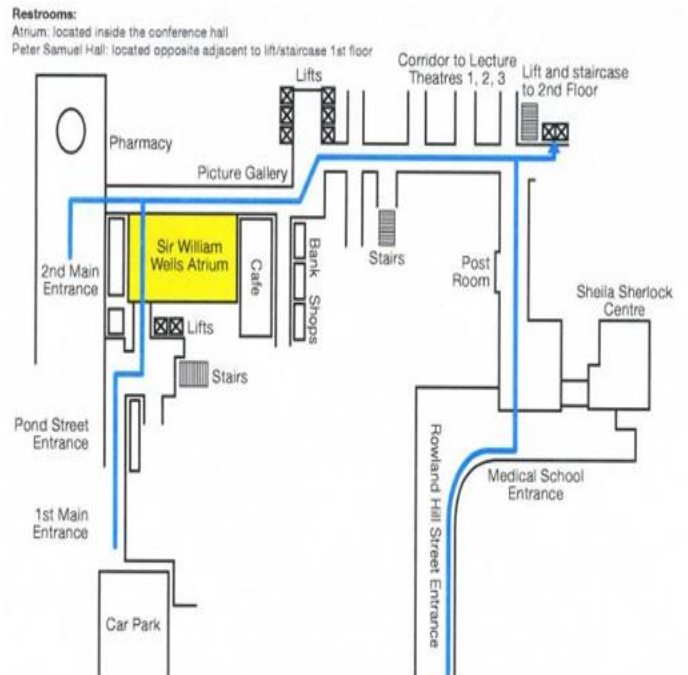 Restrooms:
Atrium: located inside the conference hall
Peter Samuel Hall: located opposite adjacent to lift/staircase 1st floor
Lifts
Corridor to Lecture
Theatres 1, 2, 3
Lift and staircase
to 2nd Floor
Pharmacy
Picture Gallery
Sir William
Wells Atrium
Cafe
Bank
Shops
2nd Main
Entrance
Stairs
Post
Room
Sheila Sherlock
Centre
Lifts
Stairs
Pond Street
Entrance
Rowland Hill Street Entrance
Medical School
Entrance
1st Main
Entrance
Car Park